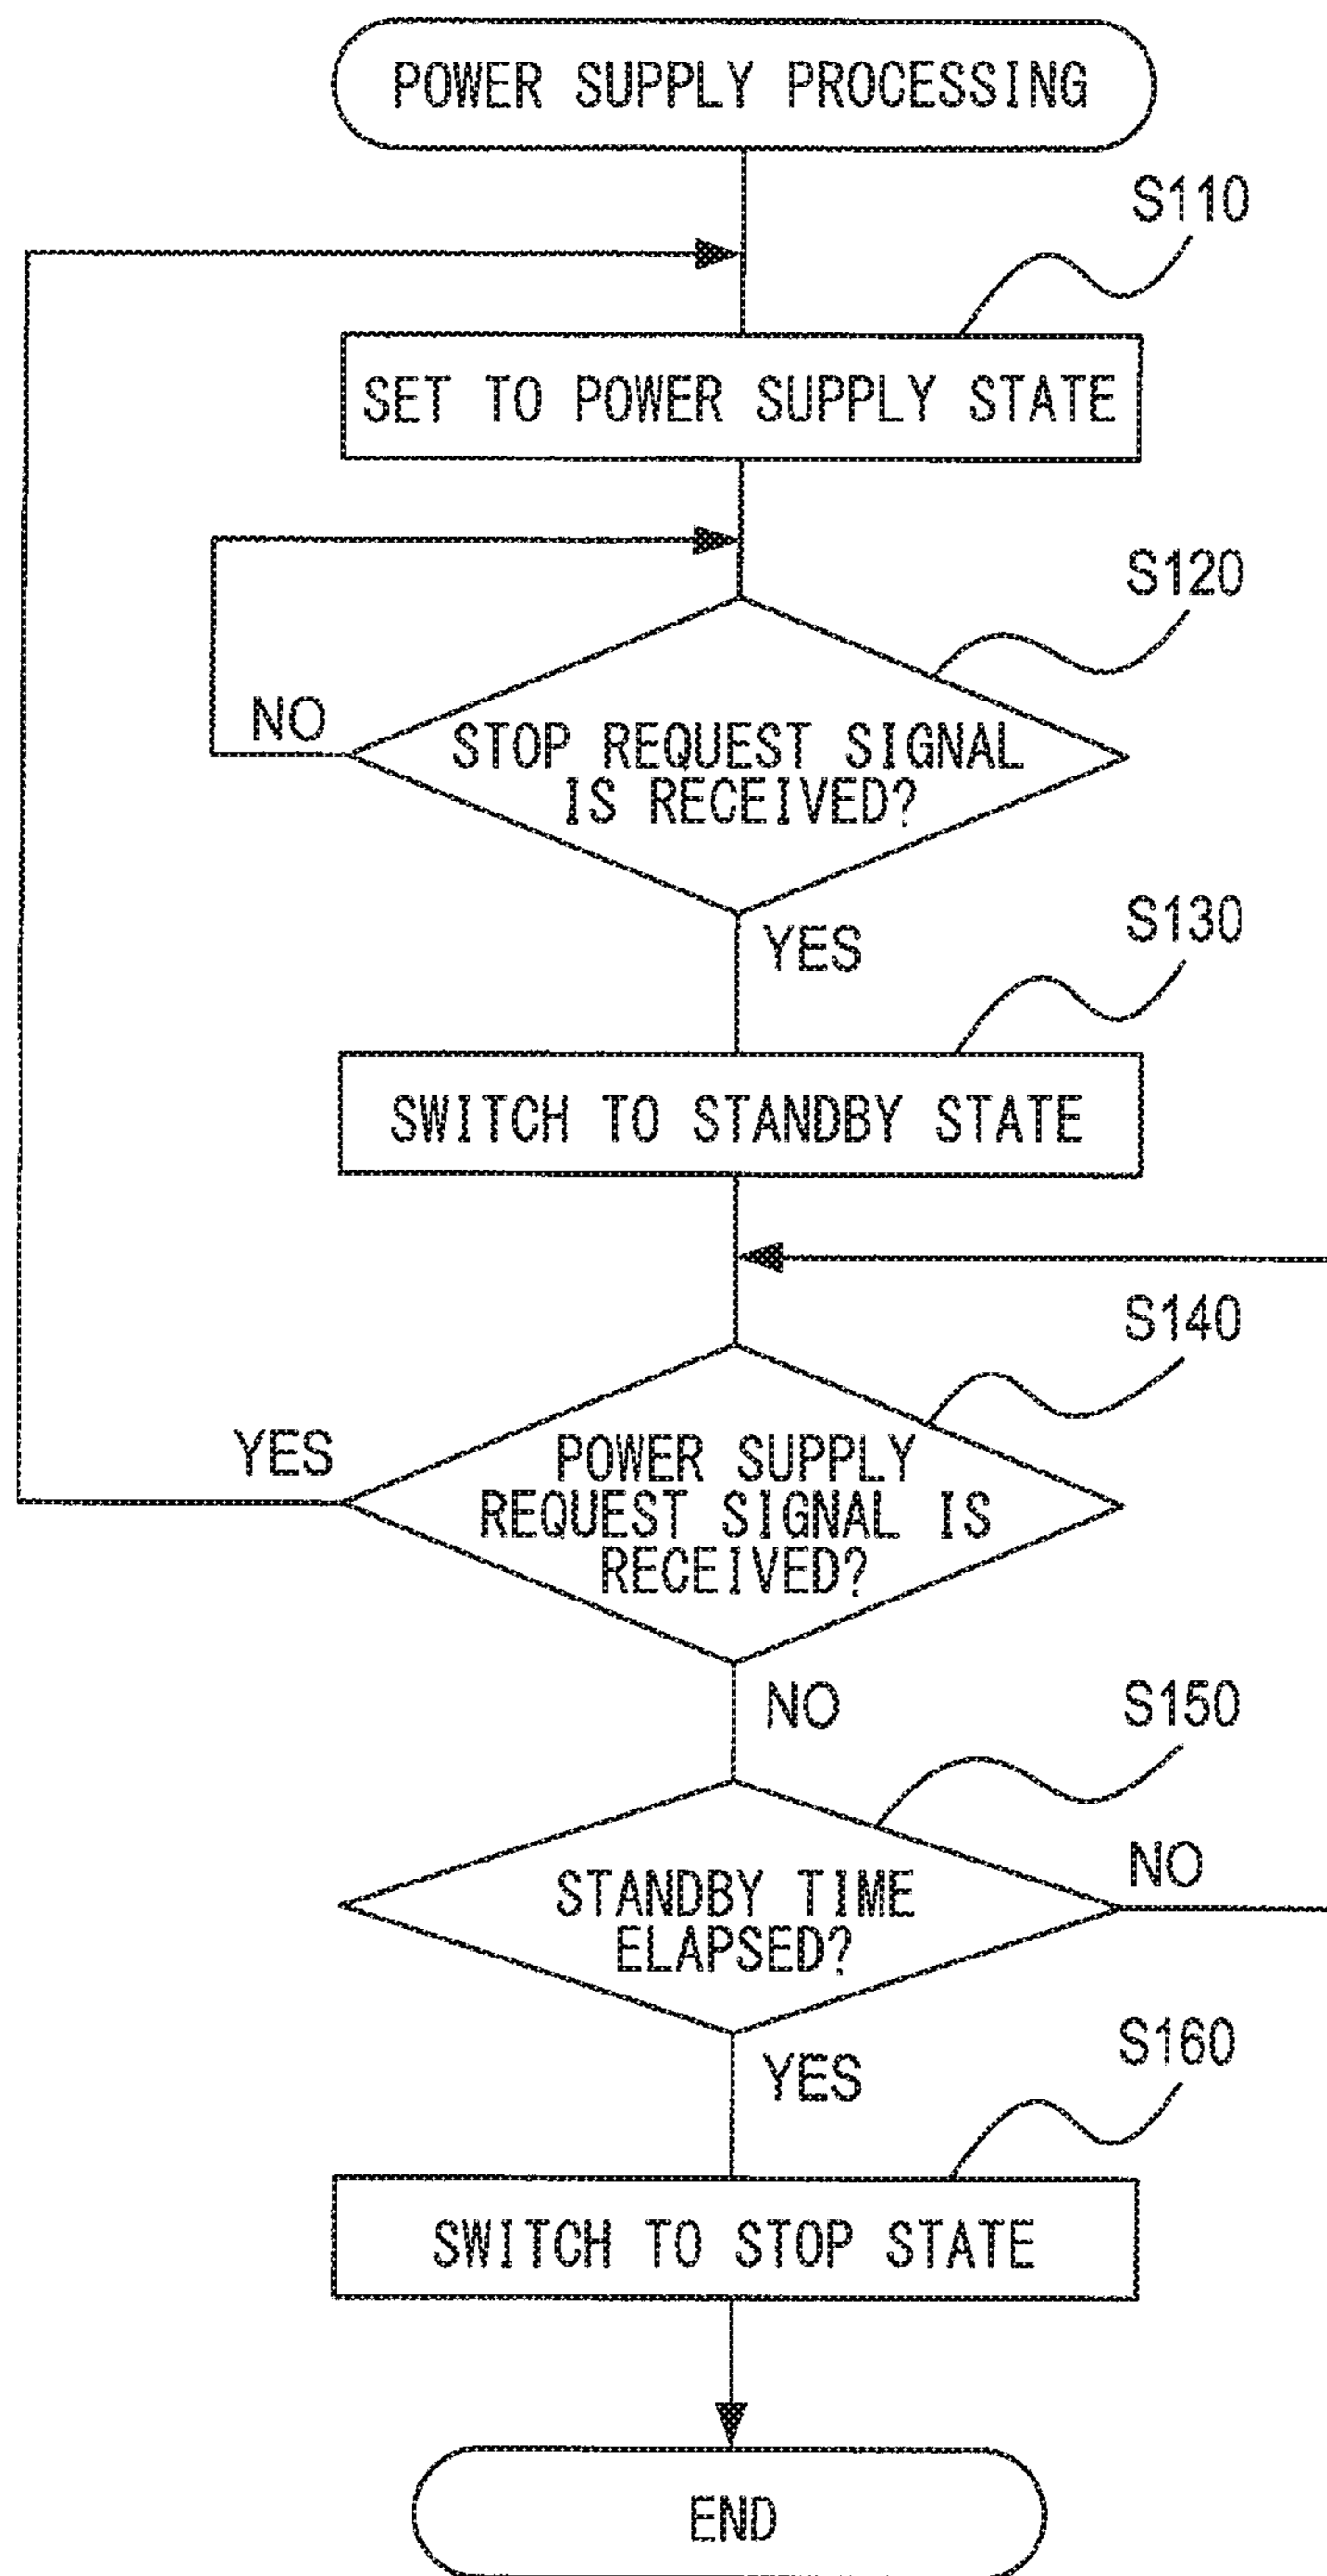 POWER SUPPLY PROCESSING
S110
SET TO POWER SUPPLY STATE
S120
NO
STOP REQUEST SIGNAL
IS RECEIVED?
YES
S130
SWITCH TO STANDBY STATE
S140
YES
POWER SUPPLY
REQUEST SIGNAL IS
RECEIVED?
NO
S150
NO
STANDBY TIME
ELAPSED?
YES
S160
SWITCH TO STOP STATE
END